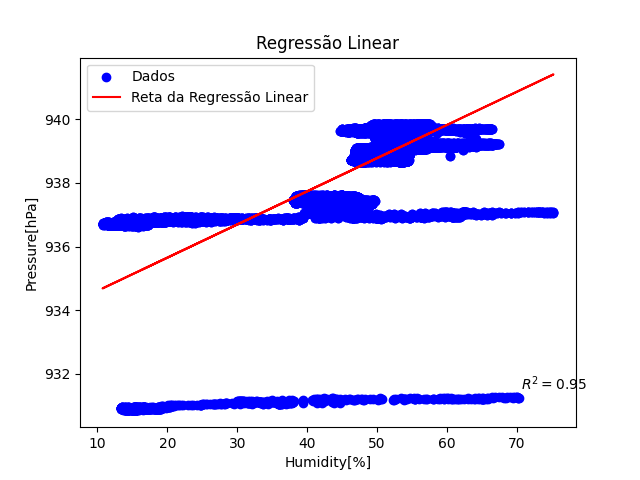 Regressão Linear
Dados
Reta da Regressão Linear
Pressure[hPa]
940
938
936
934
932
R² = 0.95
10 20 30 40 50 60 70
Humidity[%]